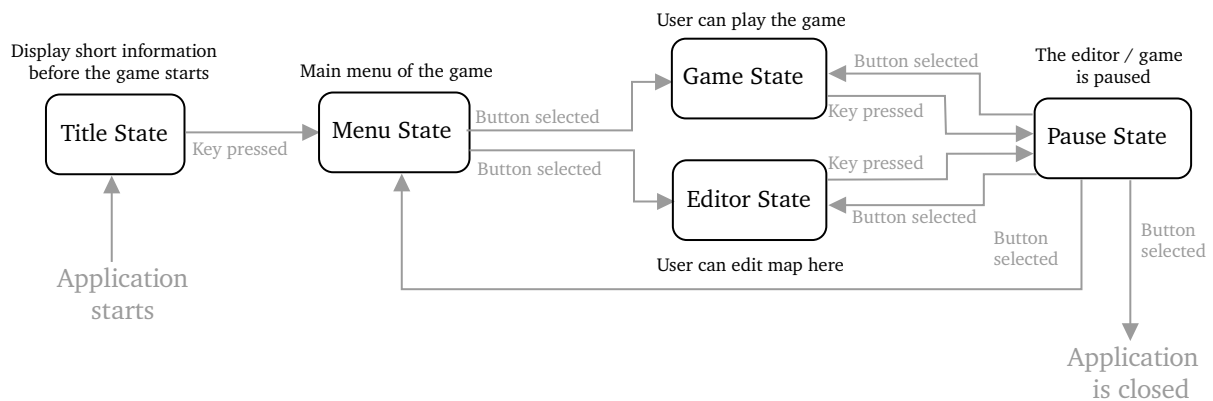 Display short information
before the game starts
Title State
Key pressed
Application
starts
Main menu of the game
Menu State
Button selected
Button selected
User can play the game
Game State
Button selected
Key pressed
Key pressed
Editor State
Button selected
User can edit map here
The editor / game
is paused
Pause State
Button
selected
Button
selected
Application
is closed